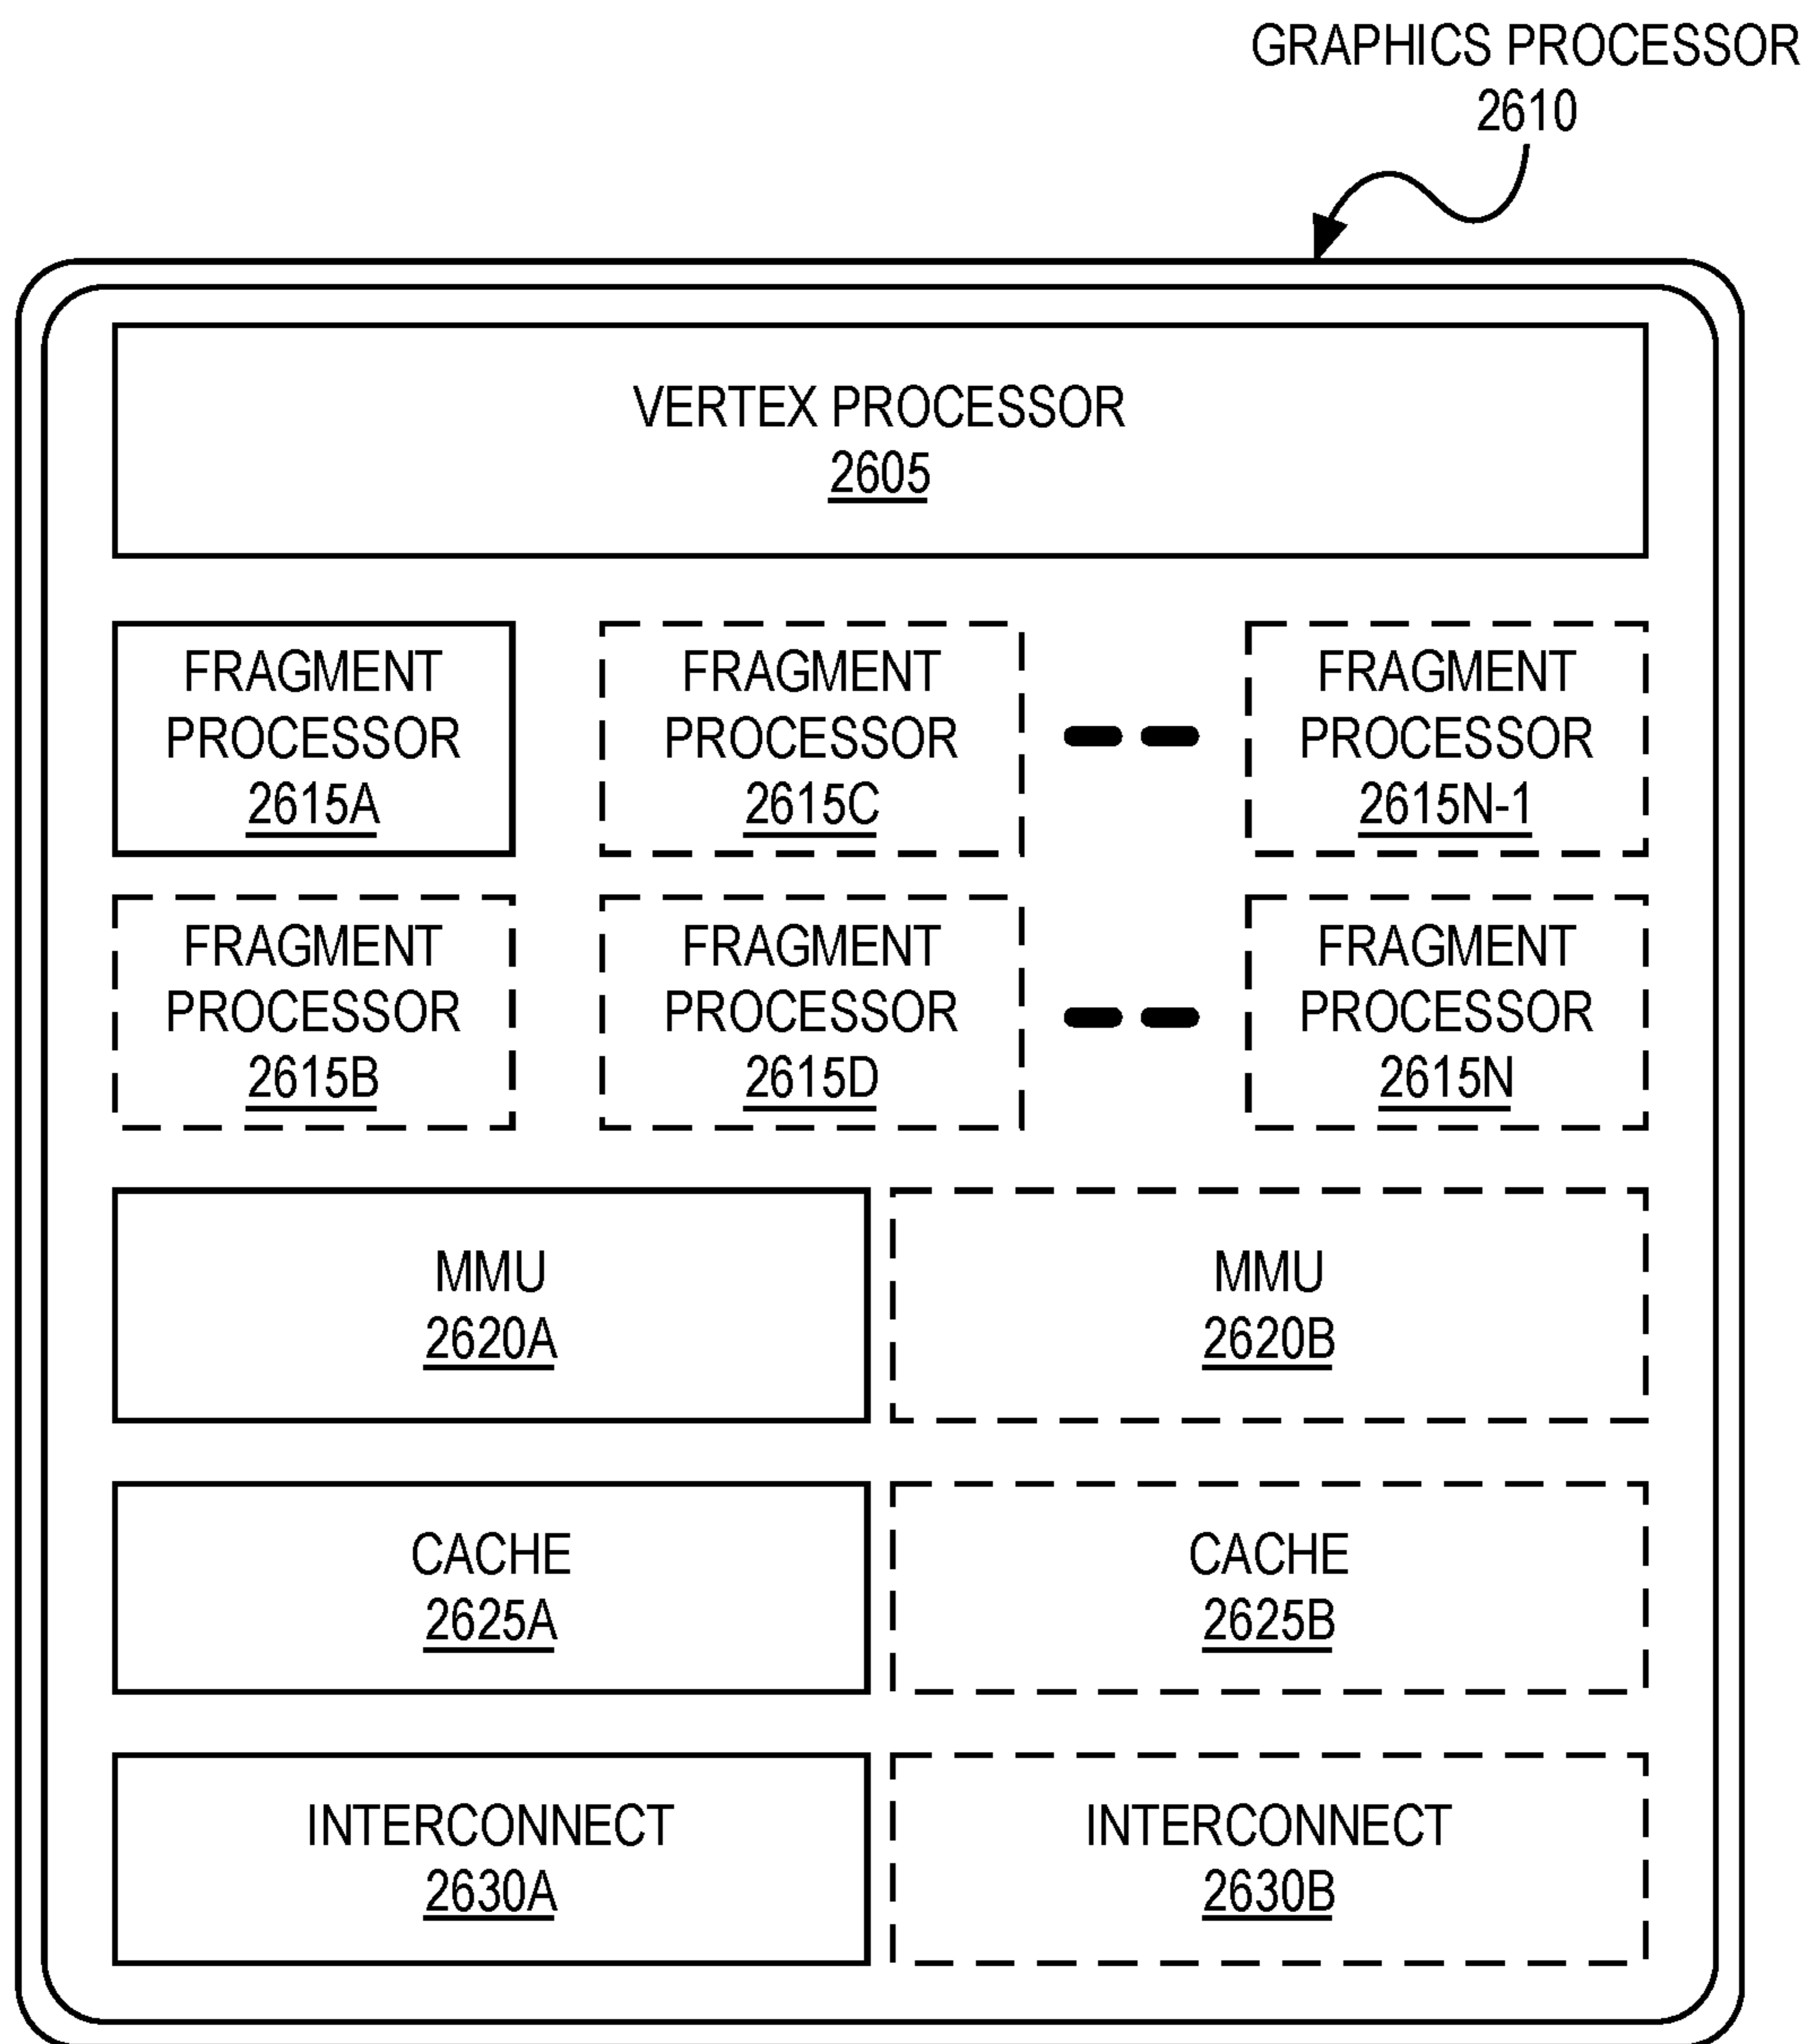 GRAPHICS PROCESSOR
2610
VERTEX PROCESSOR
2605
FRAGMENT
PROCESSOR
2615A
FRAGMENT
PROCESSOR
2615C
FRAGMENT
PROCESSOR
2615N-1
FRAGMENT
PROCESSOR
2615B
FRAGMENT
PROCESSOR
2615D
FRAGMENT
PROCESSOR
2615N
MMU
2620A
MMU
2620B
CACHE
2625A
CACHE
2625B
INTERCONNECT
2630A
INTERCONNECT
2630B